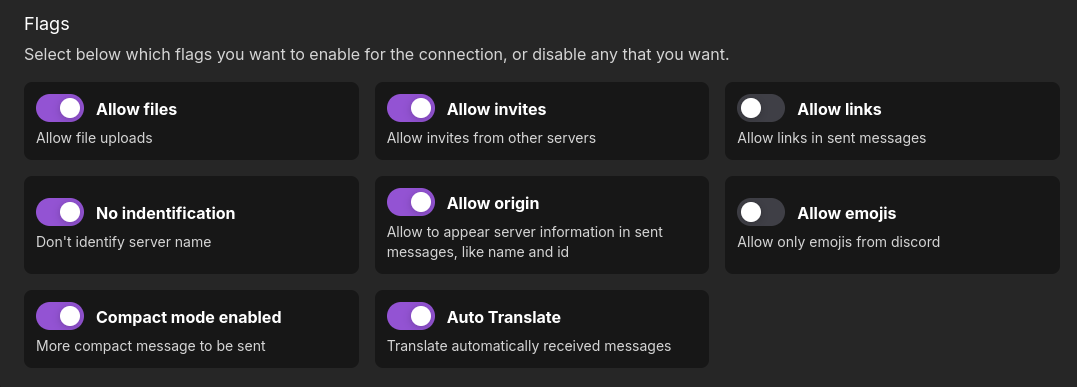 Flags
Select below which flags you want to enable for the connection, or disable any that you want.
Allow files
Allow file uploads
Allow invites
Allow invites from other servers
Allow links
Allow links in sent messages
No indentification
Don't identify server name
Allow origin
Allow to appear server information in sent
messages, like name and id
Allow emojis
Allow only emojis from discord
Compact mode enabled
More compact message to be sent
Auto Translate
Translate automatically received messages